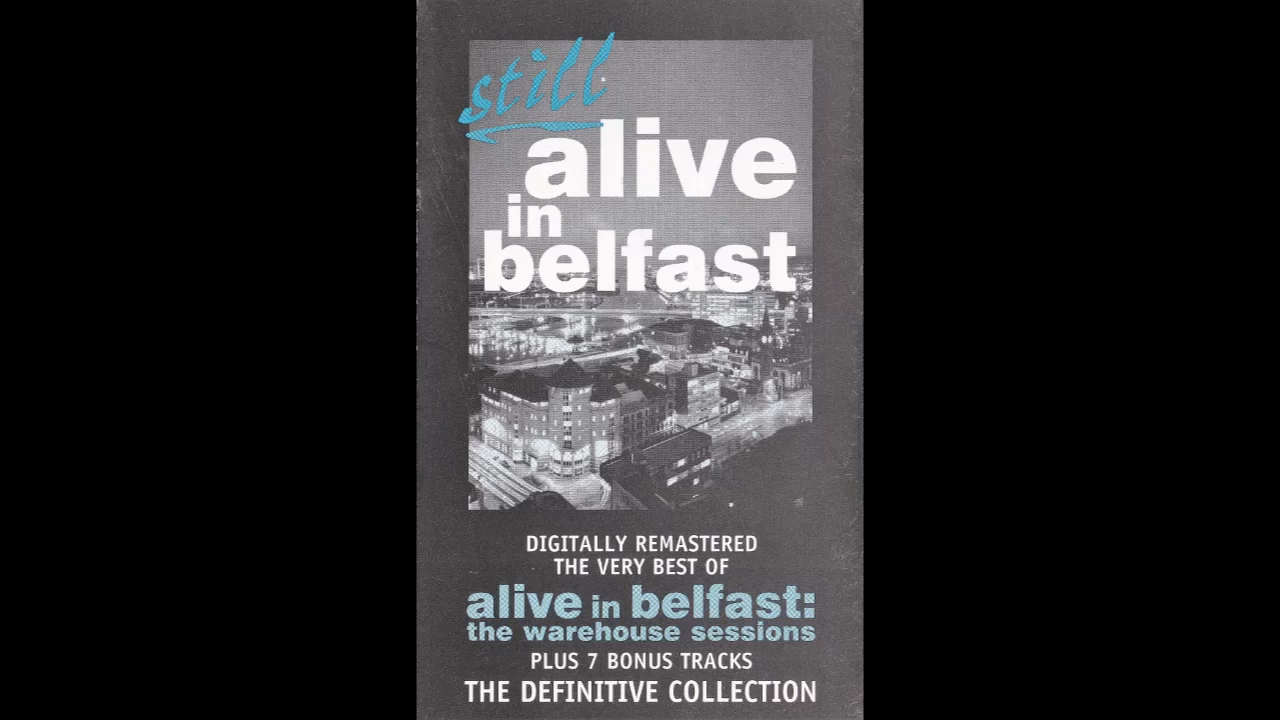 still
alive
in
belfast
DIGITALLY REMASTERED
THE VERY BEST OF
alive in belfast:
the warehouse sessions
PLUS 7 BONUS TRACKS
THE DEFINITIVE COLLECTION